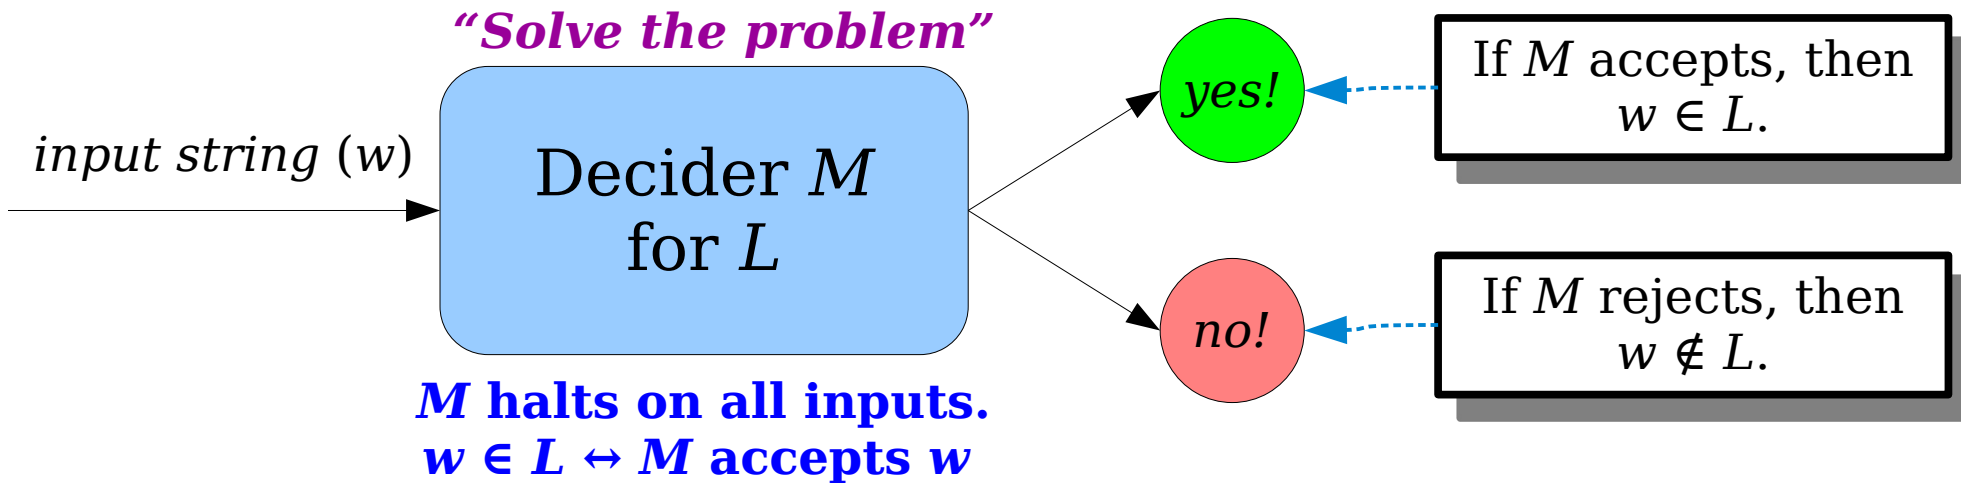 “Solve the problem”
input string (w)
Decider M
for L
M halts on all inputs.
w ∈ L ↔ M accepts w
yes!
If M accepts, then
w ∈ L.
no!
If M rejects, then
w ∉ L.